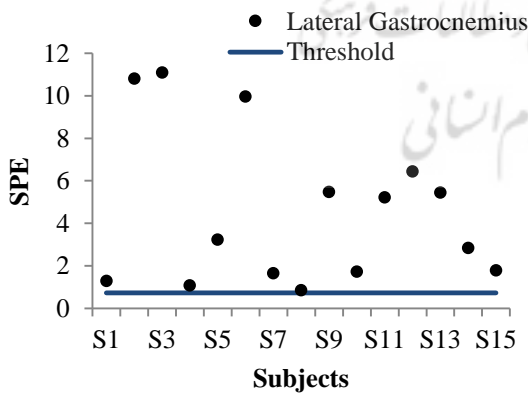 Lateral Gastrocnemius
Threshold
12
10
8
6
4
2
0
SPE
S1 S3 S5 S7 S9 S11 S13 S15
Subjects
م انسانی